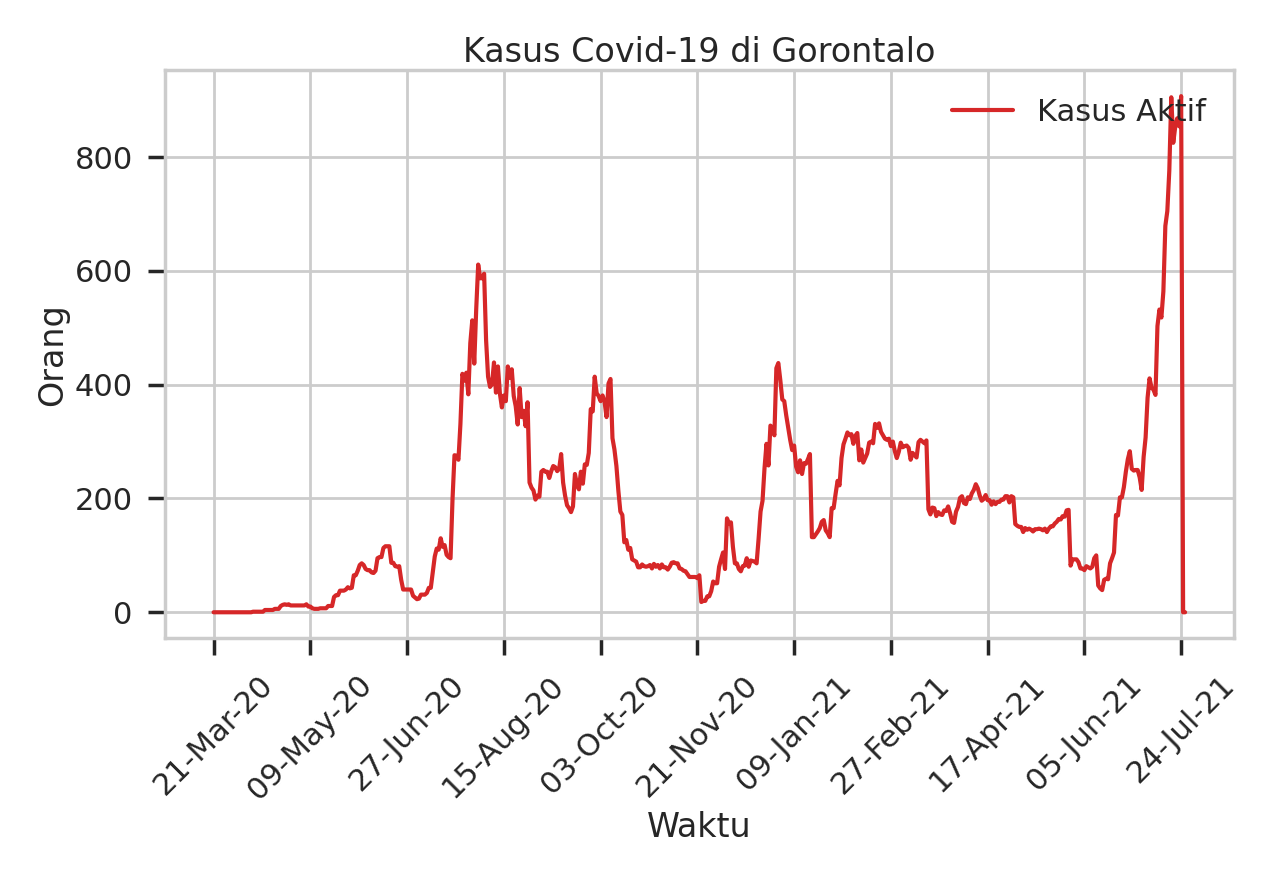 Kasus Covid-19 di Gorontalo
Kasus Aktif
Orang
800
600
400
200
0
21-Mar-20
09-May-20
27-Jun-20
15-Aug-20
03-Oct-20
21-Nov-20
09-Jan-21
27-Feb-21
17-Apr-21
05-Jun-21
24-Jul-21
Waktu